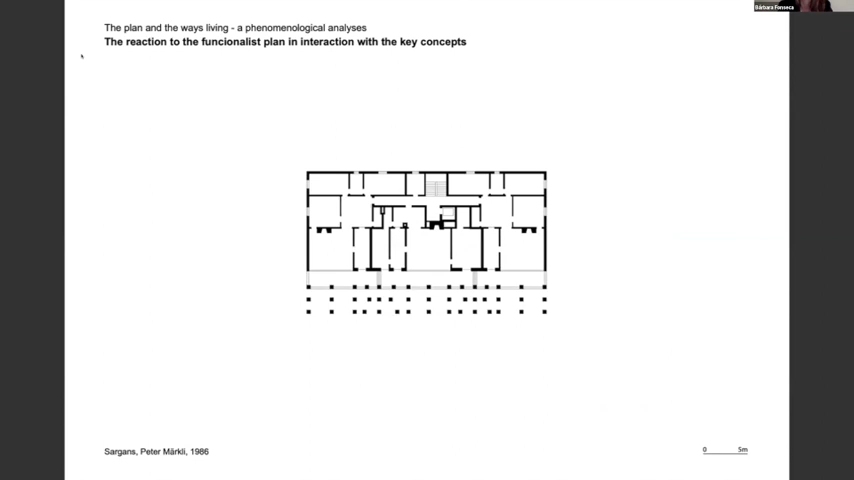 Bárbara Fonseca
The plan and the ways living - a phenomenological analyses
The reaction to the funcionalist plan in interaction with the key concepts
Sargans, Peter Märkli, 1986
0 5m